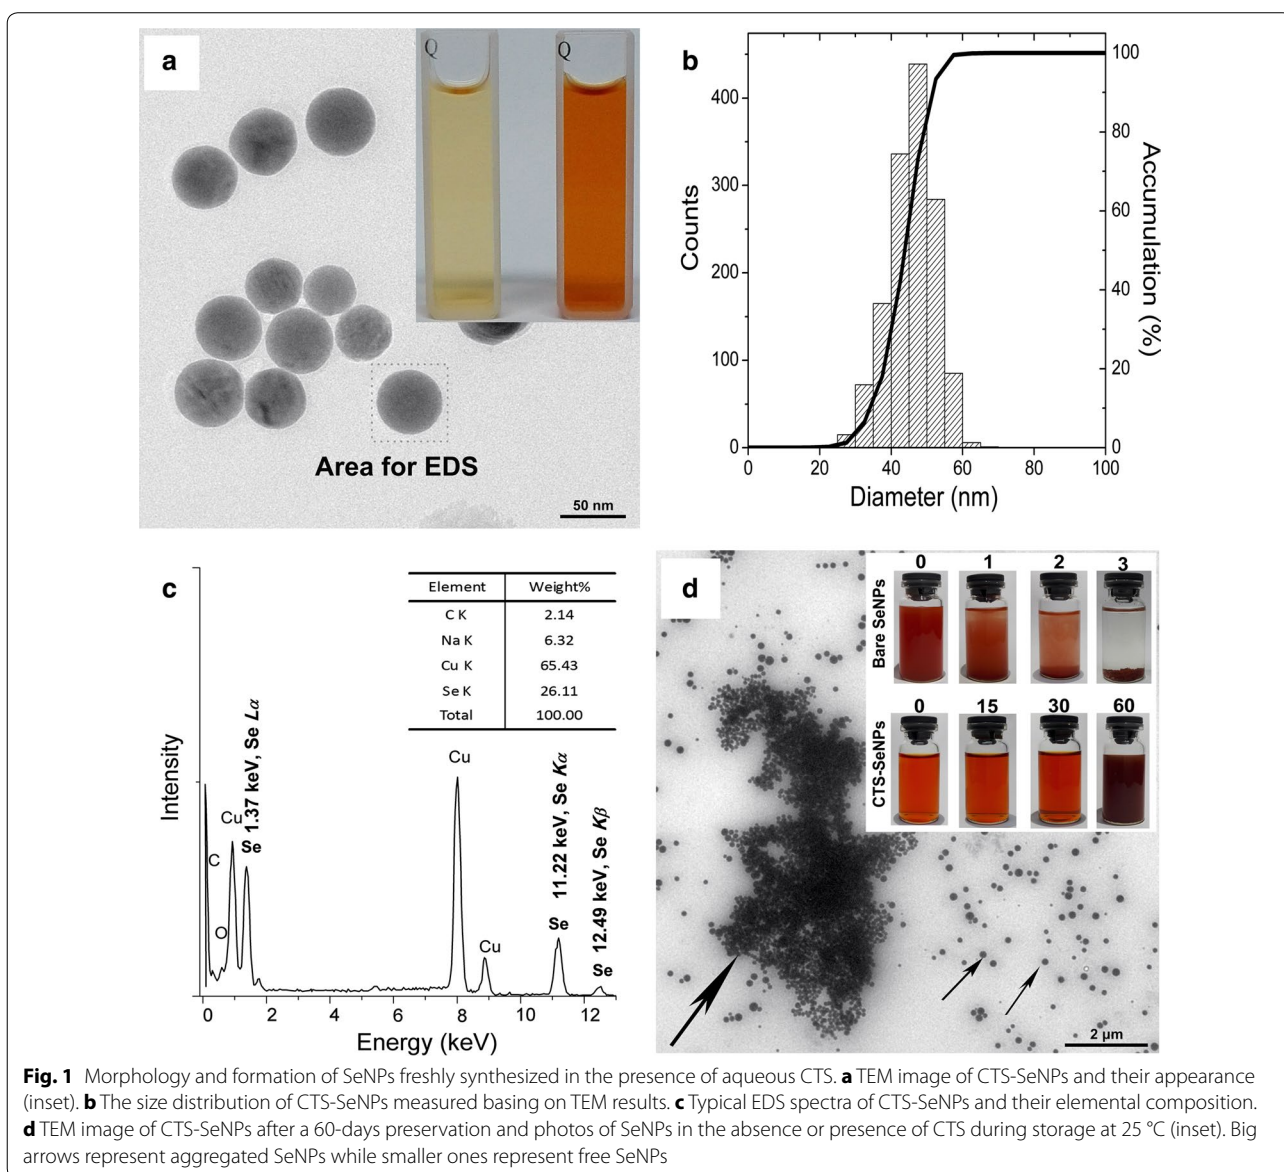 a
Q
Q
Area for EDS
50 nm
b
Counts
400
300
200
100
0
100
80
60
40
20
0
Accumulation (%)
0 20 40 60 80 100
Diameter (nm)
c
Element Weight%
C K 2.14
Na K 6.32
Cu K 65.43
Se K 26.11
Total 100.00
Intensity
C
O
Cu
Se
1.37 keV, Se Lα
Cu
Cu
Se
11.22 keV, Se Kα
Se
12.49 keV, Se Kβ
0 2 4 6 8 10 12
Energy (keV)
d
0 1 2 3
Bare SeNPs
0 15 30 60
CTS-SeNPs
2 µm
Fig. 1 Morphology and formation of SeNPs freshly synthesized in the presence of aqueous CTS. a TEM image of CTS-SeNPs and their appearance
(inset). b The size distribution of CTS-SeNPs measured basing on TEM results. c Typical EDS spectra of CTS-SeNPs and their elemental composition.
d TEM image of CTS-SeNPs after a 60-days preservation and photos of SeNPs in the absence or presence of CTS during storage at 25 °C (inset). Big
arrows represent aggregated SeNPs while smaller ones represent free SeNPs